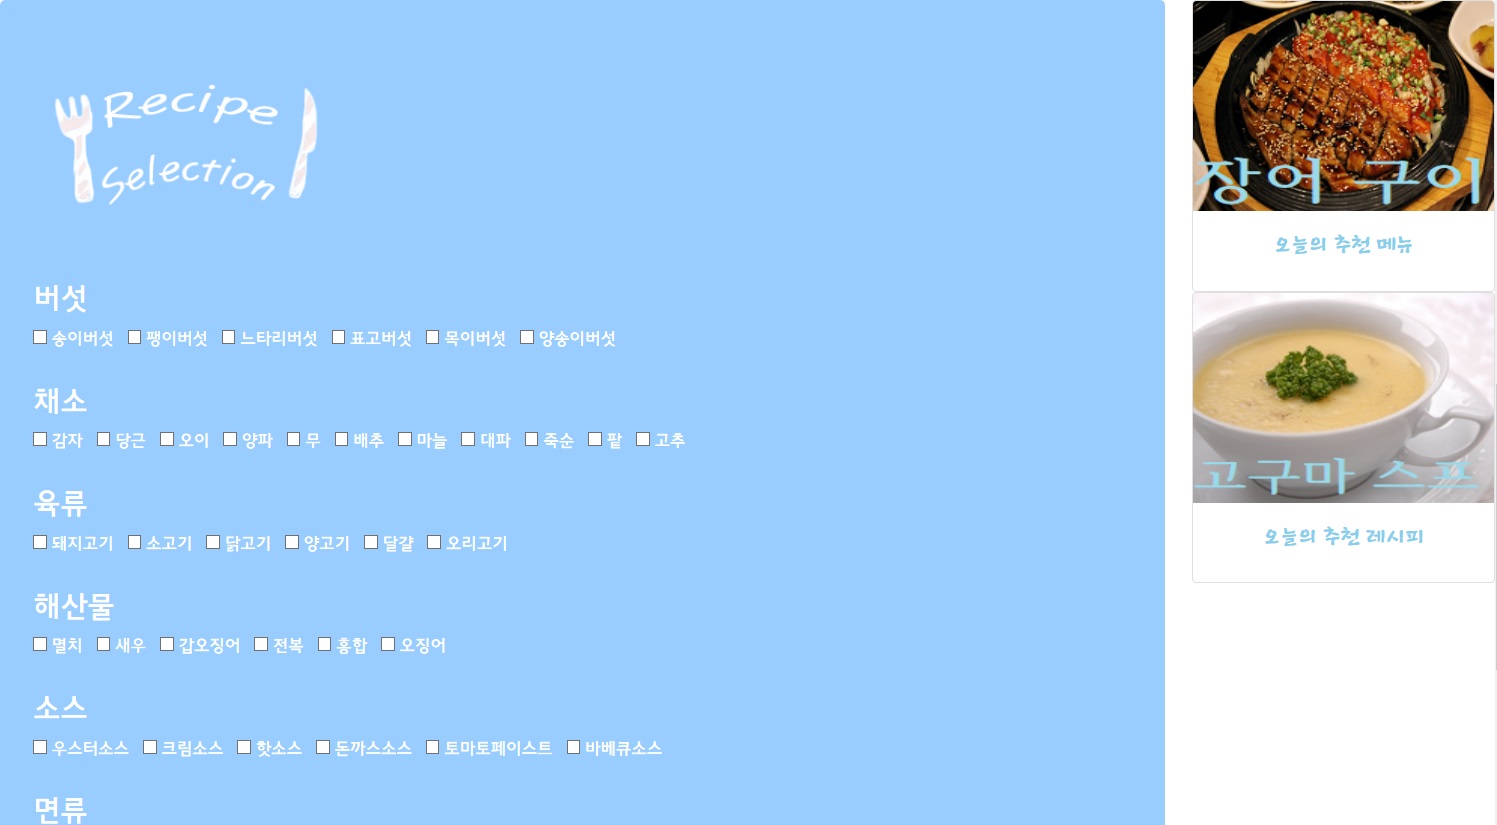 Recipe
Selection
버섯
송이버섯 팽이버섯 느타리버섯 표고버섯 목이버섯 양송이버섯
채소
감자 당근 오이 양파 무 배추 마늘 대파 죽순 팥 고추
육류
돼지고기 소고기 닭고기 양고기 달걀 오리고기
해산물
멸치 새우 갑오징어 전복 홍합 오징어
소스
우스터소스 크림소스 핫소스 돈까스소스 토마토페이스트 바베큐소스
면류
장어 구이
오늘의 추천 메뉴
고구마 스프
오늘의 추천 레시피